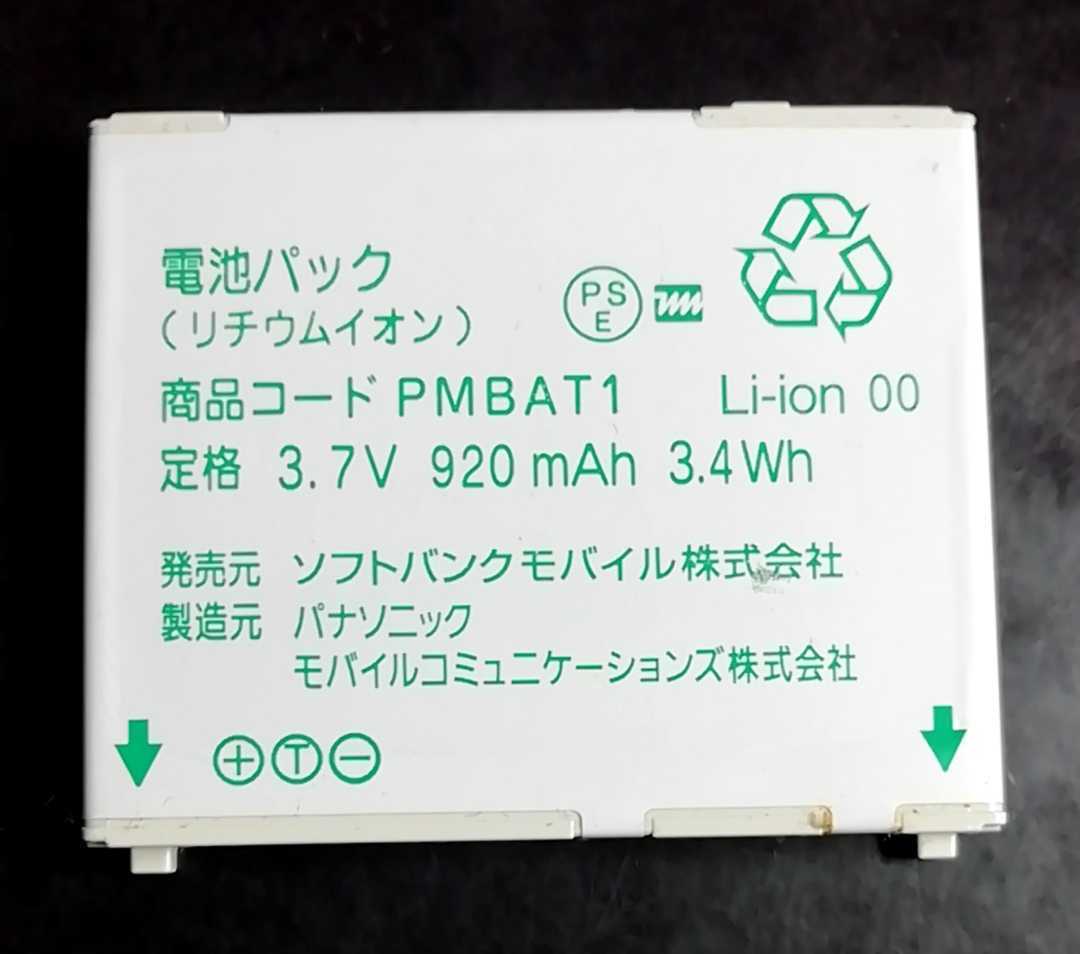 電池パック
(リチウムイオン)
PS
E
商品コード PMBAT1 Li-ion 00
定格 3.7V 920mAh 3.4Wh
発売元 ソフトバンクモバイル株式会社
製造元 パナソニック
モバイルコミュニケーションズ株式会社
+ T −